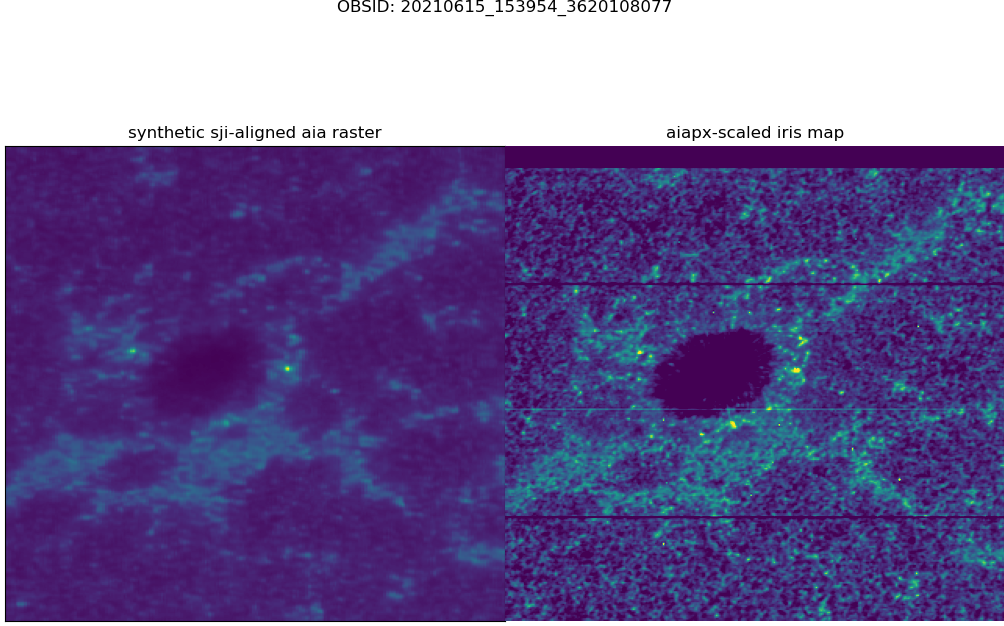 OBSID: 20210615_153954_3620108077
synthetic sji-aligned aia raster
aiapx-scaled iris map